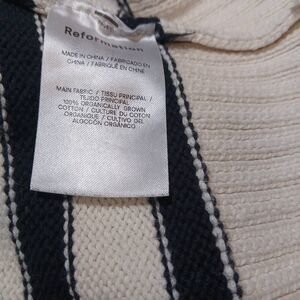 Reformation
MADE IN CHINA / FABRICADO EN
CHINA / FABRIQUÉ EN CHINE
MAIN FABRIC / TISSU PRINCIPAL /
TEJIDO PRINCIPAL
100% ORGANICALLY GROWN
COTTON / CULTURE DU COTON
ORGANIQUE / CULTIVO DEL
ALGODÓN ORGÁNICO